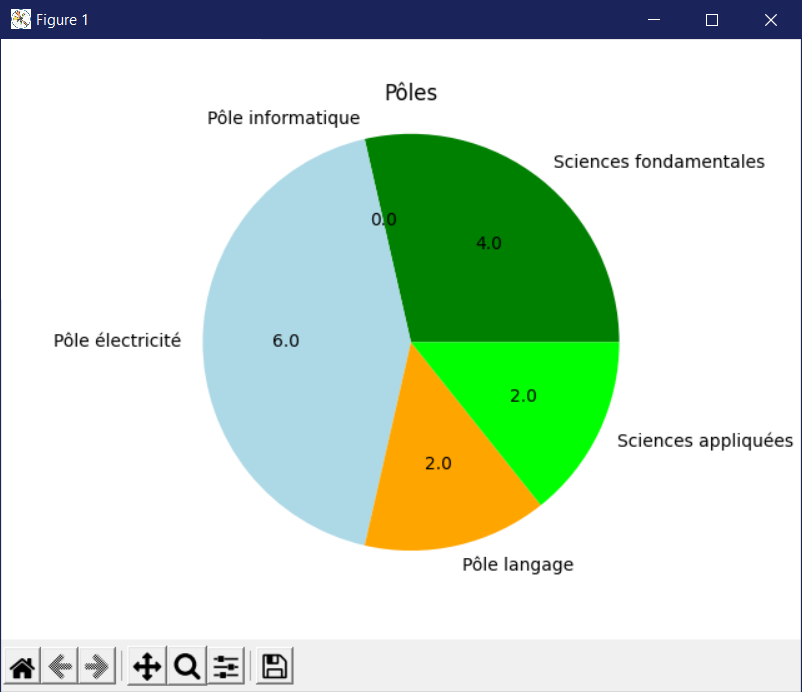 Figure 1
Pôles
Pôle informatique
Sciences fondamentales
0.0
4.0
Pôle électricité
6.0
2.0
Sciences appliquées
2.0
Pôle langage